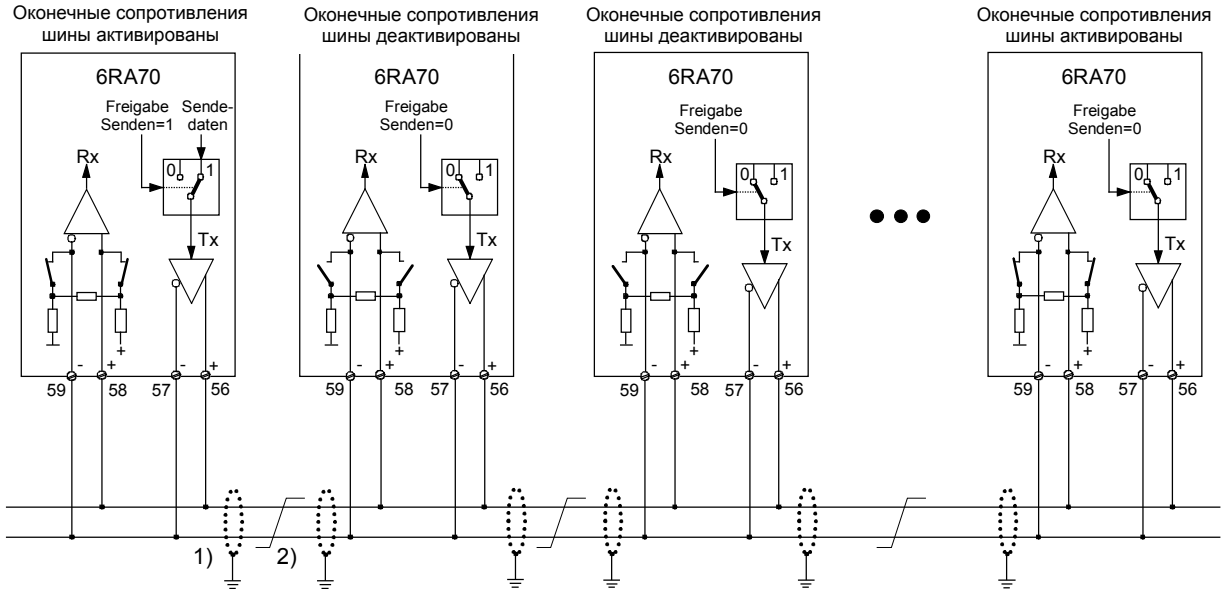 Оконечные сопротивления
шины активированы
Оконечные сопротивления
шины деактивированы
Оконечные сопротивления
шины деактивированы
Оконечные сопротивления
шины активированы
6RA70
6RA70
6RA70
6RA70
Freigabe
Senden=1
Sende-
daten
Freigabe
Senden=0
Freigabe
Senden=0
Freigabe
Senden=0
Rx
0 1
Rx
0 1
Rx
0 1
Rx
0 1
Tx
Tx
Tx
Tx
+
+
+
+
- + - +
- + - +
- + - +
- + - +
59 58 57 56
59 58 57 56
59 58 57 56
59 58 57 56
1) 2)